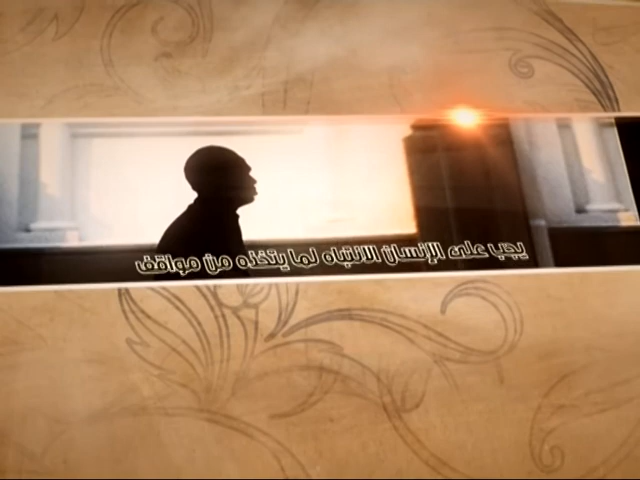 يجب على الإنسان الانتباه لما يتخذه من مواقف